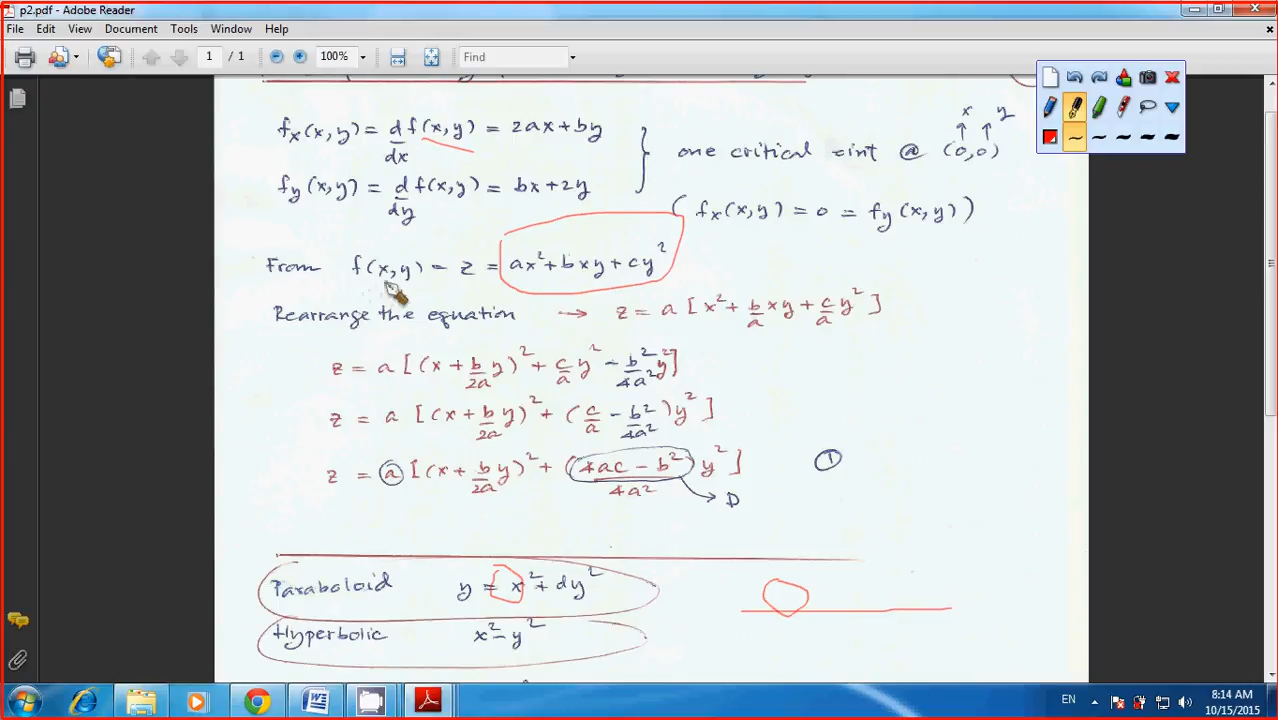 p2.pdf - Adobe Reader
File Edit View Document Tools Window Help
1 / 1 100% Find
x y
fx(x,y) = d/dx f(x,y) = 2ax+by
one critical point @ (0,0)
fy(x,y) = d/dy f(x,y) = bx+2y
( fx(x,y) = 0 = fy(x,y) )
From f(x,y) = z = ax²+bxy+cy²
Rearrange the equation → z = a [ x² + b/a xy + c/a y² ]
z = a [ (x + b/2a y)² + c/a y² - b²/4a² y² ]
z = a [ (x + b/2a y)² + ( c/a - b²/4a² ) y² ]
z = a [ (x + b/2a y)² + ( 4ac - b² / 4a² ) y² ] ①
→ D
Paraboloid y = x² + dy²
Hyperbolic x² - y²
EN 8:14 AM
10/15/2015